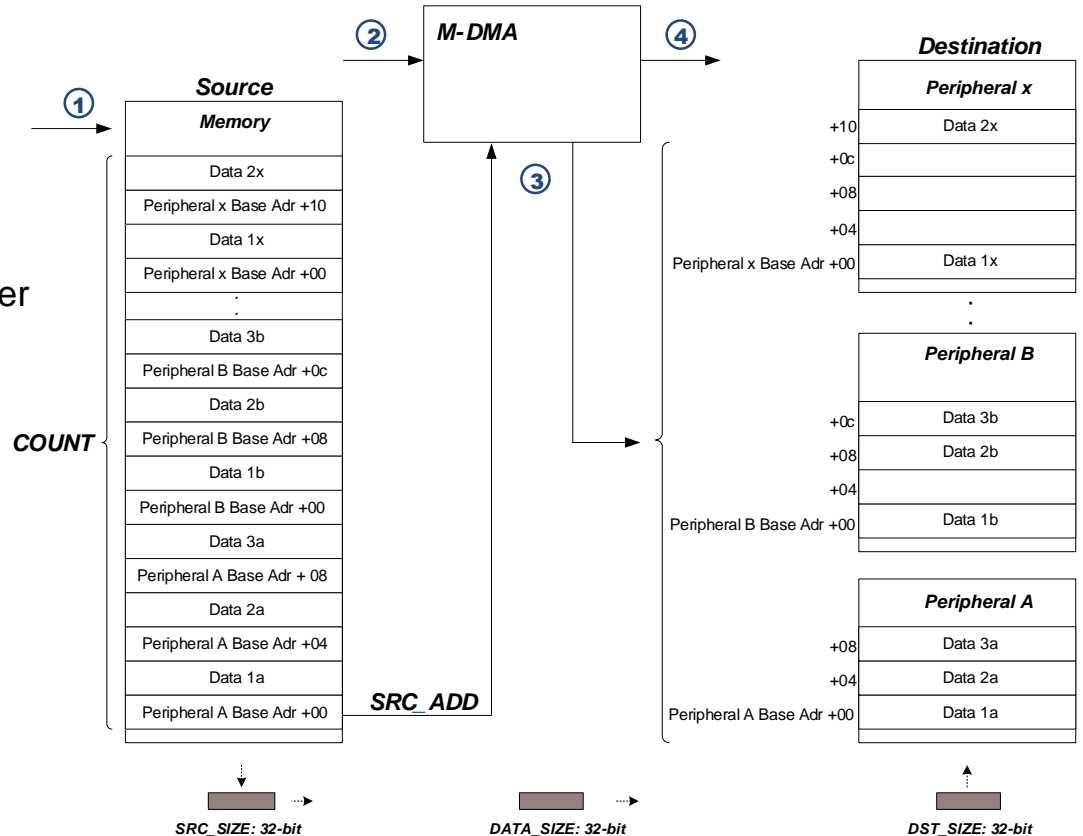 er
1
Source
Memory
Data 2x
Peripheral x Base Adr +10
Data 1x
Peripheral x Base Adr +00
:
Data 3b
Peripheral B Base Adr +0c
Data 2b
Peripheral B Base Adr +08
Data 1b
Peripheral B Base Adr +00
Data 3a
Peripheral A Base Adr + 08
Data 2a
Peripheral A Base Adr +04
Data 1a
Peripheral A Base Adr +00
COUNT
SRC_ADD
2
M-DMA
4
3
Destination
Peripheral x
+10 Data 2x
+0c
+08
+04
Peripheral x Base Adr +00 Data 1x
:
Peripheral B
+0c Data 3b
+08 Data 2b
+04
Peripheral B Base Adr +00 Data 1b
Peripheral A
+08 Data 3a
+04 Data 2a
Peripheral A Base Adr +00 Data 1a
SRC_SIZE: 32-bit
DATA_SIZE: 32-bit
DST_SIZE: 32-bit